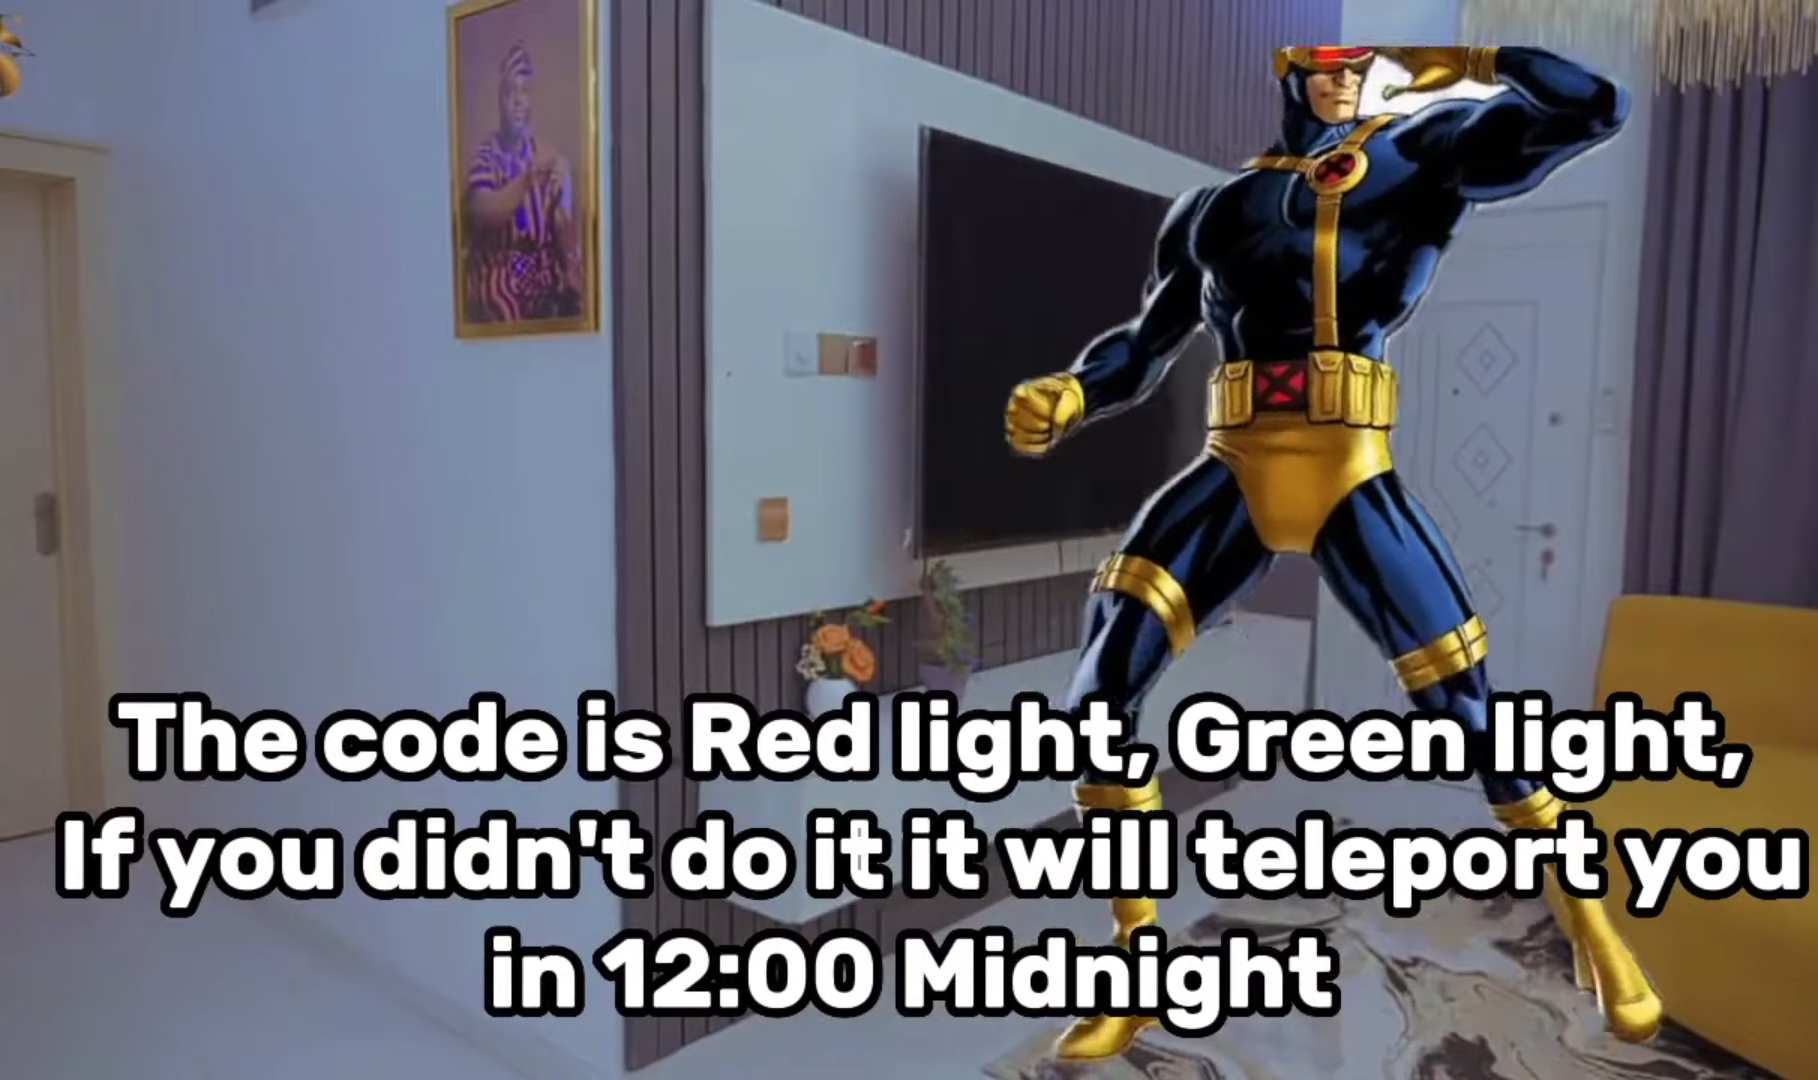 The code is Red light, Green light,
If you didn't do it it will teleport you
in 12:00 Midnight